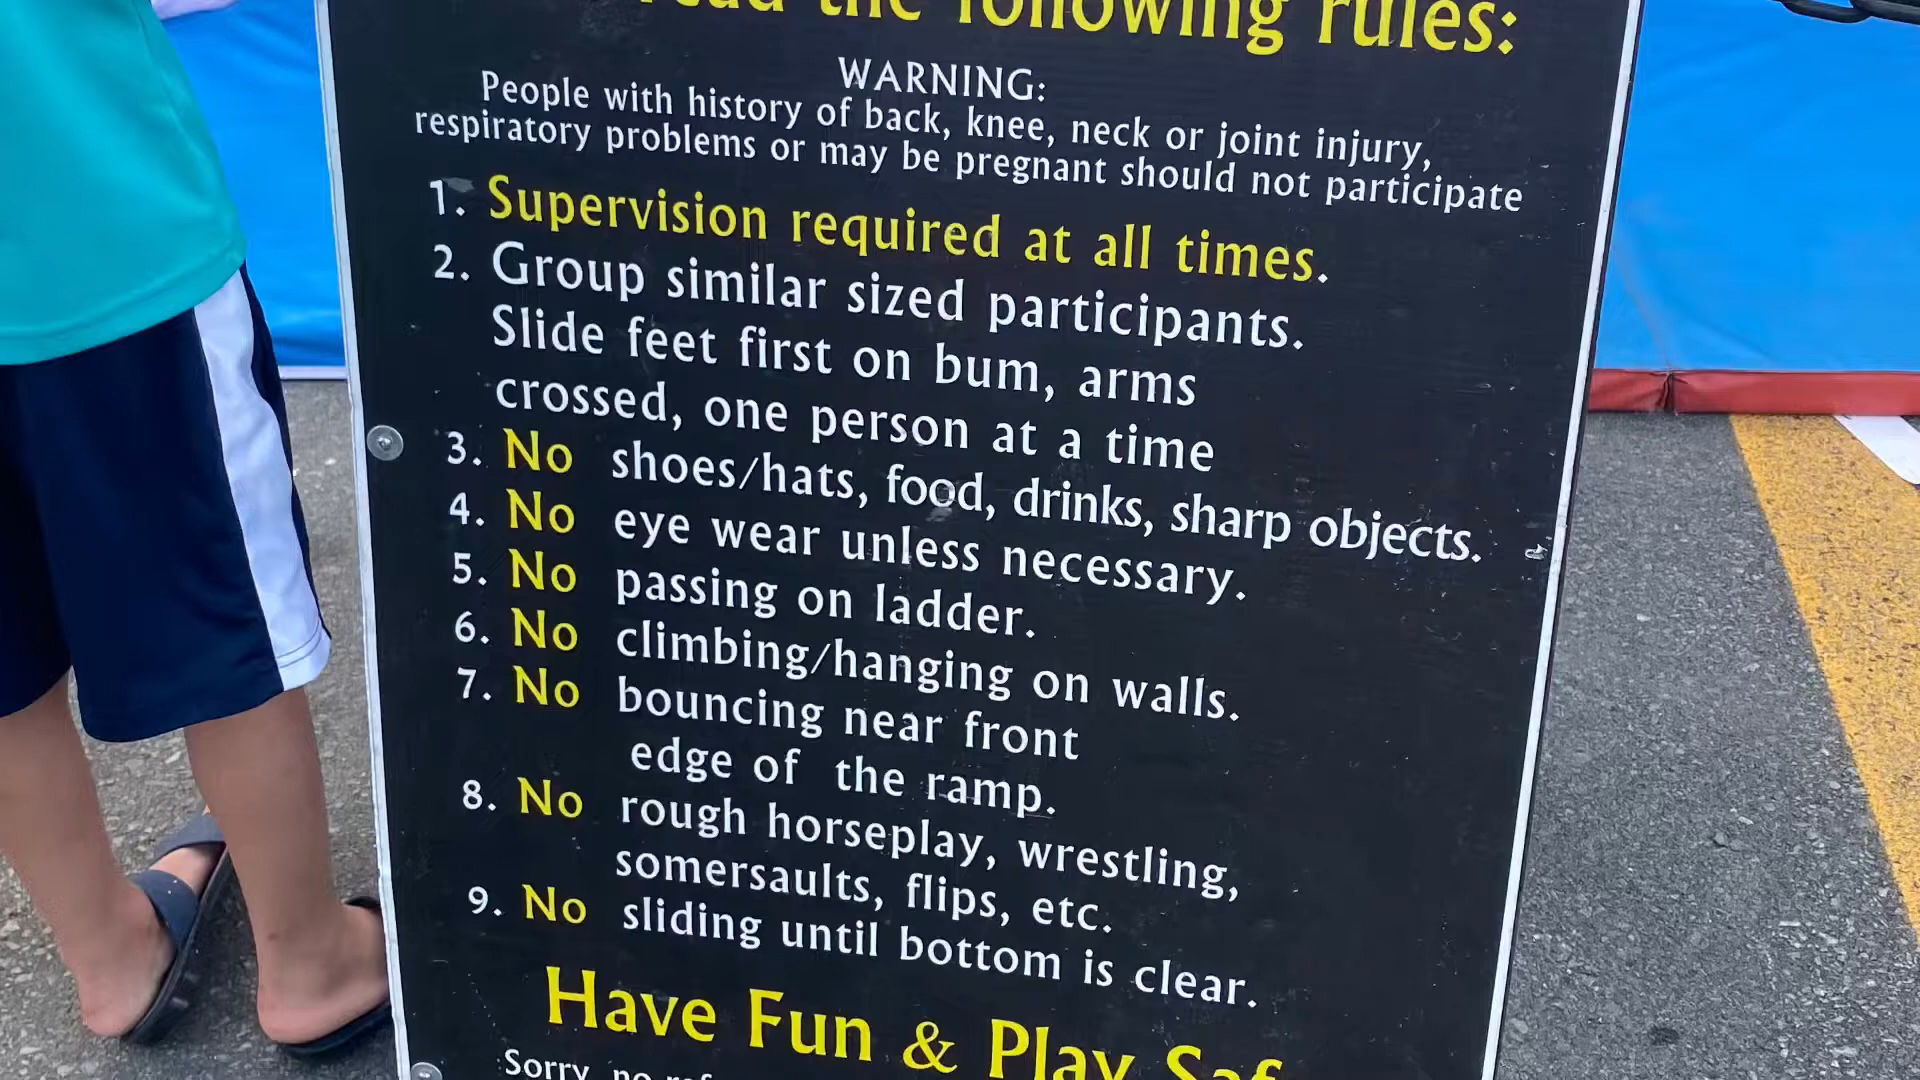 the following rules:
WARNING:
People with history of back, knee, neck or joint injury,
respiratory problems or may be pregnant should not participate
1. Supervision required at all times.
2. Group similar sized participants.
Slide feet first on bum, arms
crossed, one person at a time
3. No shoes/hats, food, drinks, sharp objects.
4. No eye wear unless necessary.
5. No passing on ladder.
6. No climbing/hanging on walls.
7. No bouncing near front
edge of the ramp.
8. No rough horseplay, wrestling,
somersaults, flips, etc.
9. No sliding until bottom is clear.
Have Fun & Play
Sorry, no